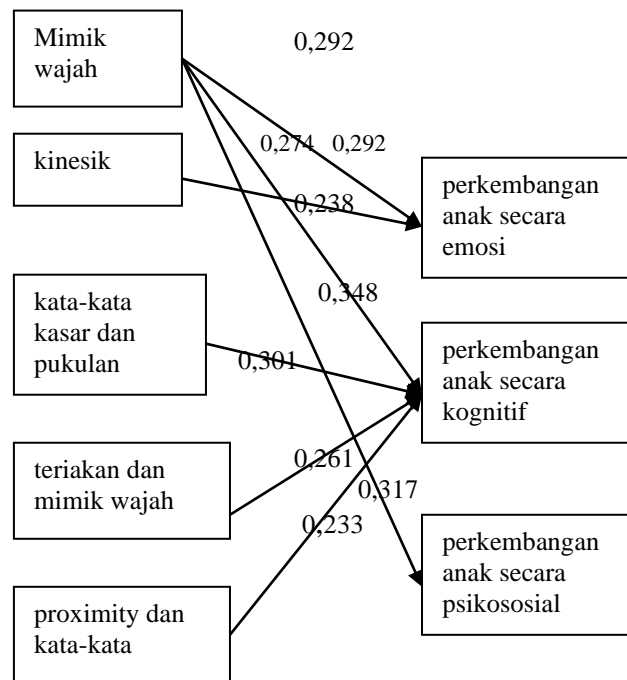 Mimik
wajah
0,292
kinesik
0,274
0,292
0,238
perkembangan
anak secara
emosi
kata-kata
kasar dan
pukulan
0,348
0,301
perkembangan
anak secara
kognitif
teriakan dan
mimik wajah
0,261
0,317
0,233
perkembangan
anak secara
psikososial
proximity dan
kata-kata